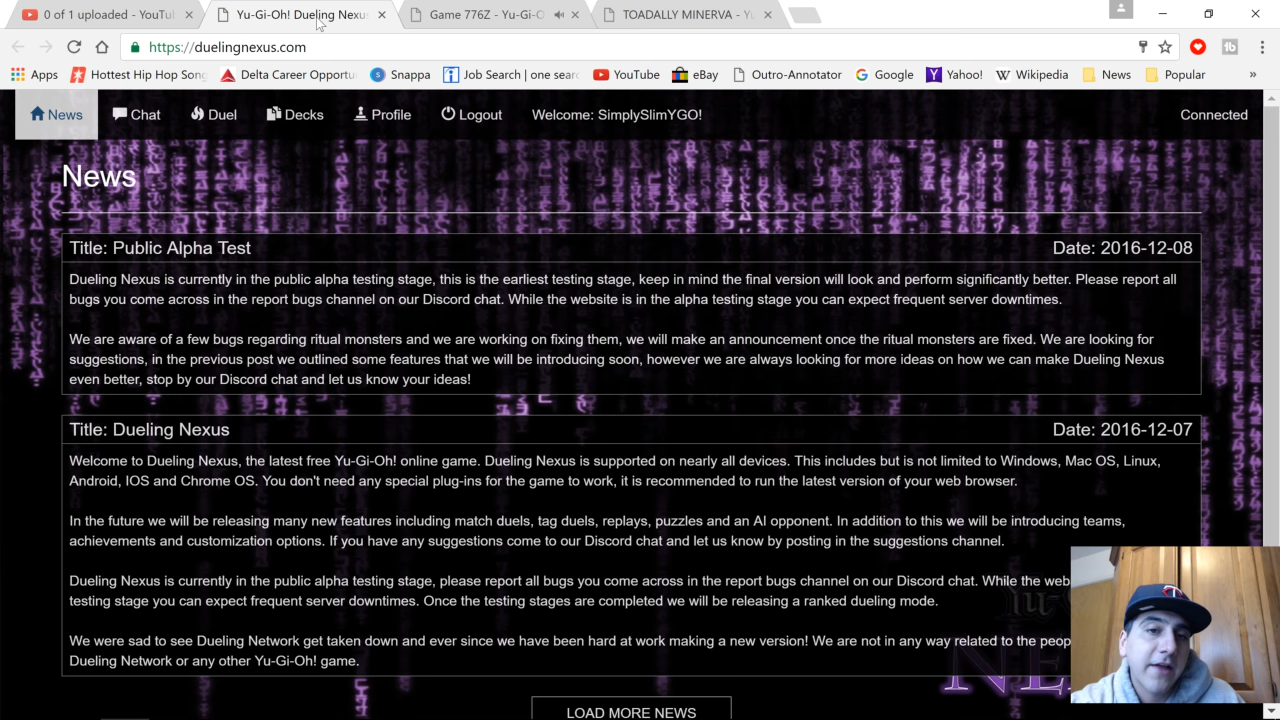 0 of 1 uploaded - YouTu
Yu-Gi-Oh! Dueling Nexus
Game 776Z - Yu-Gi-O
TOADALLY MINERVA - Yu
https://duelingnexus.com
Apps
Hottest Hip Hop Song
Delta Career Opportu
Snappa
Job Search | one sear
YouTube
eBay
Outro-Annotator
Google
Yahoo!
Wikipedia
News
Popular
»
News
Chat
Duel
Decks
Profile
Logout
Welcome: SimplySlimYGO!
Connected
News
Title: Public Alpha Test
Date: 2016-12-08
Dueling Nexus is currently in the public alpha testing stage, this is the earliest testing stage, keep in mind the final version will look and perform significantly better. Please report all
bugs you come across in the report bugs channel on our Discord chat. While the website is in the alpha testing stage you can expect frequent server downtimes.
We are aware of a few bugs regarding ritual monsters and we are working on fixing them, we will make an announcement once the ritual monsters are fixed. We are looking for
suggestions, in the previous post we outlined some features that we will be introducing soon, however we are always looking for more ideas on how we can make Dueling Nexus
even better, stop by our Discord chat and let us know your ideas!
Title: Dueling Nexus
Date: 2016-12-07
Welcome to Dueling Nexus, the latest free Yu-Gi-Oh! online game. Dueling Nexus is supported on nearly all devices. This includes but is not limited to Windows, Mac OS, Linux,
Android, IOS and Chrome OS. You don't need any special plug-ins for the game to work, it is recommended to run the latest version of your web browser.
In the future we will be releasing many new features including match duels, tag duels, replays, puzzles and an AI opponent. In addition to this we will be introducing teams,
achievements and customization options. If you have any suggestions come to our Discord chat and let us know by posting in the suggestions channel.
Dueling Nexus is currently in the public alpha testing stage, please report all bugs you come across in the report bugs channel on our Discord chat. While the web
testing stage you can expect frequent server downtimes. Once the testing stages are completed we will be releasing a ranked dueling mode.
We were sad to see Dueling Network get taken down and ever since we have been hard at work making a new version! We are not in any way related to the peop
Dueling Network or any other Yu-Gi-Oh! game.
LOAD MORE NEWS